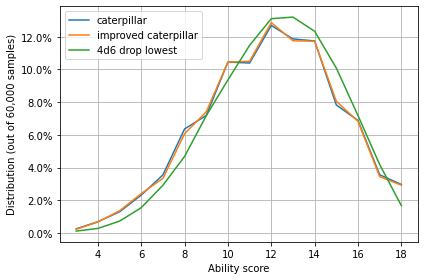 caterpillar
improved caterpillar
4d6 drop lowest
Distribution (out of 60,000 samples)
12.0%
10.0%
8.0%
6.0%
4.0%
2.0%
0.0%
4 6 8 10 12 14 16 18
Ability score